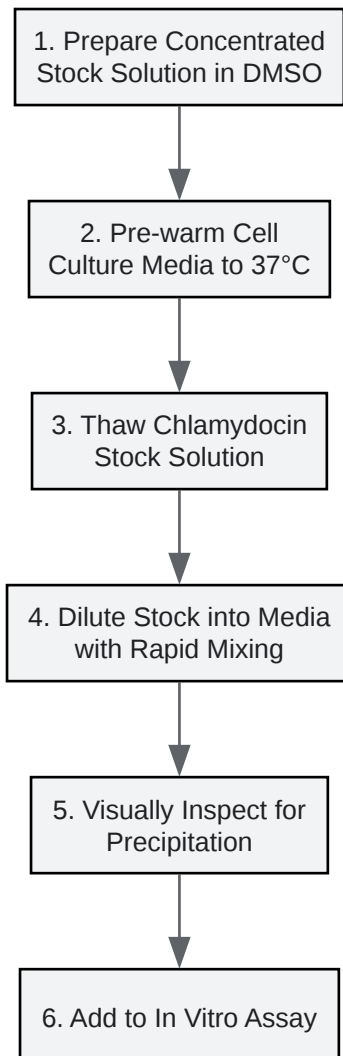 1. Prepare Concentrated
Stock Solution in DMSO
2. Pre-warm Cell
Culture Media to 37°C
3. Thaw Chlamydocin
Stock Solution
4. Dilute Stock into Media
with Rapid Mixing
5. Visually Inspect for
Precipitation
6. Add to In Vitro Assay